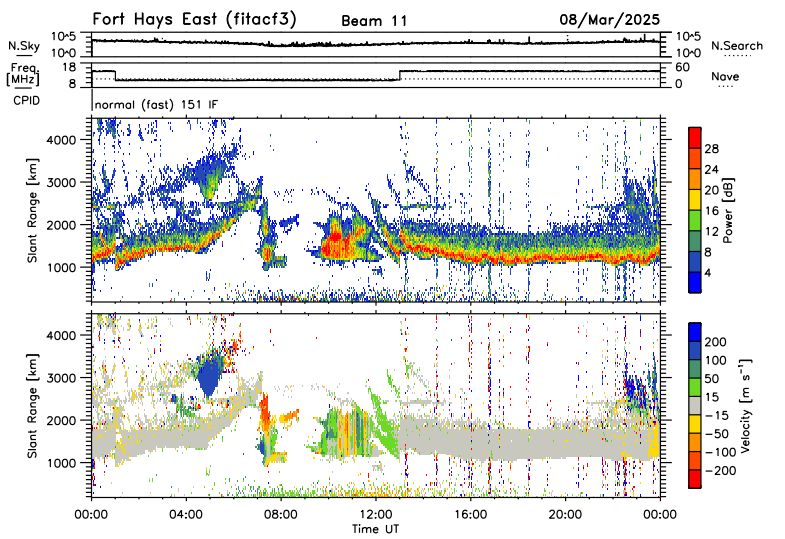 Fort Hays East (fitacf3) Beam 11 08/Mar/2025
N.Sky 10^5 10^0 10^5 10^0 N.Search
Freq. [MHz] 18 8 60 0 Nave
CPID normal (fast) 151 IF
Slant Range [km]
4000
3000
2000
1000
Power [dB]
28
24
20
16
12
8
4
Slant Range [km]
4000
3000
2000
1000
Velocity [m s⁻¹]
200
100
50
15
−15
−50
−100
−200
00:00 04:00 08:00 12:00 16:00 20:00 00:00
Time UT